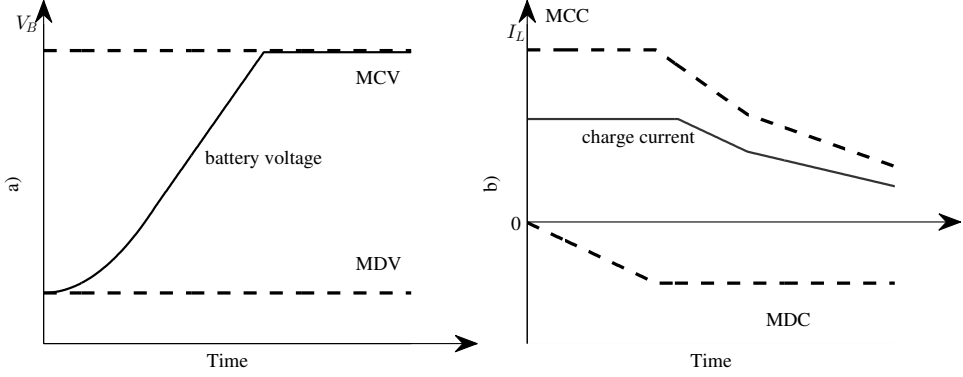 V_B
MCV
battery voltage
a)
MDV
Time
MCC
I_L
charge current
b)
0
MDC
Time